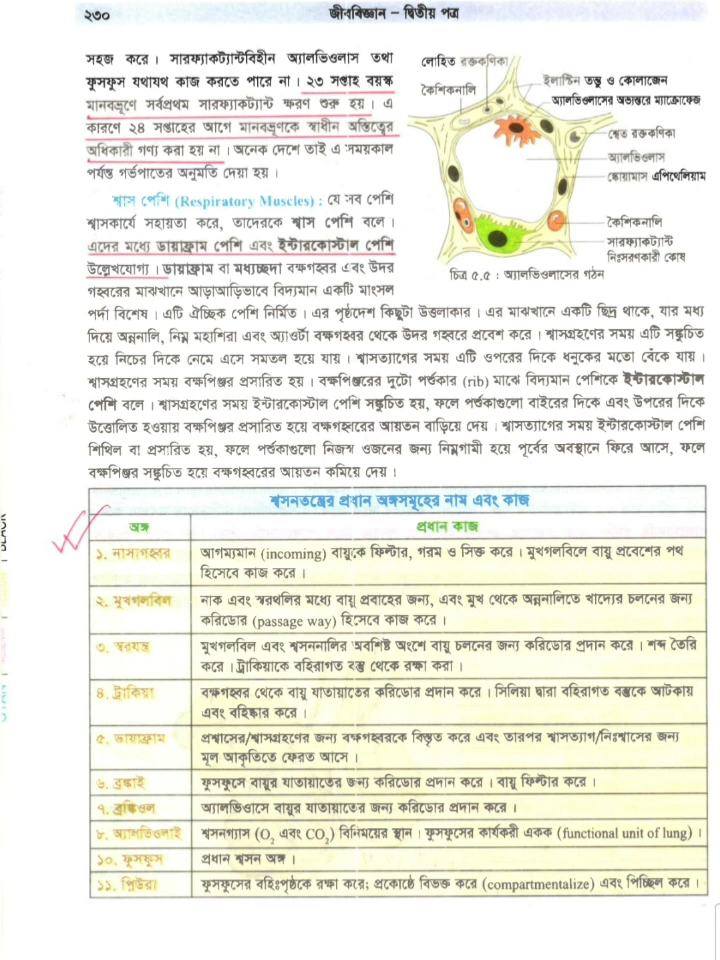 ২৩০
জীববিজ্ঞান – দ্বিতীয় পত্র
সহজ করে । সারফ্যাকট্যান্টবিহীন অ্যালভিওলাস তথা
ফুসফুস যথাযথ কাজ করতে পারে না । ২৩ সপ্তাহ বয়স্ক
মানবভ্রূণে সর্বপ্রথম সারফ্যাকট্যান্ট ক্ষরণ শুরু হয় । এ
কারণে ২৪ সপ্তাহের আগে মানবভ্রূণকে স্বাধীন অস্তিত্বের
অধিকারী গণ্য করা হয় না । অনেক দেশে তাই এ সময়কাল
পর্যন্ত গর্ভপাতের অনুমতি দেয়া হয় ।
শ্বাস পেশি (Respiratory Muscles) : যে সব পেশি
শ্বাসকার্যে সহায়তা করে, তাদেরকে শ্বাস পেশি বলে ।
এদের মধ্যে ডায়াফ্রাম পেশি এবং ইন্টারকোস্টাল পেশি
উল্লেখযোগ্য । ডায়াফ্রাম বা মধ্যচ্ছদা বক্ষগহ্বর এবং উদর
গহ্বরের মাঝখানে আড়াআড়িভাবে বিদ্যমান একটি মাংসল
লোহিত রক্তকণিকা
কৈশিকনালি
ইলাস্টিন তন্তু ও কোলাজেন
অ্যালভিওলাসের অভ্যন্তরে ম্যাক্রোফেজ
শ্বেত রক্তকণিকা
অ্যালভিওলাস
স্কোয়ামাস এপিথেলিয়াম
কৈশিকনালি
সারফ্যাকট্যান্ট
নিঃসরণকারী কোষ
চিত্র ৫.৫ : অ্যালভিওলাসের গঠন
পর্দা বিশেষ । এটি ঐচ্ছিক পেশি নির্মিত । এর পৃষ্ঠদেশ কিছুটা উত্তলাকার । এর মাঝখানে একটি ছিদ্র থাকে, যার মধ্য
দিয়ে অন্ননালি, নিম্ন মহাশিরা এবং অ্যাওর্টা বক্ষগহ্বর থেকে উদর গহ্বরে প্রবেশ করে । শ্বাসগ্রহণের সময় এটি সঙ্কুচিত
হয়ে নিচের দিকে নেমে এসে সমতল হয়ে যায় । শ্বাসত্যাগের সময় এটি ওপরের দিকে ধনুকের মতো বেঁকে যায় ।
শ্বাসগ্রহণের সময় বক্ষপিঞ্জর প্রসারিত হয় । বক্ষপিঞ্জরের দুটো পর্শুকার (rib) মাঝে বিদ্যমান পেশিকে ইন্টারকোস্টাল
পেশি বলে । শ্বাসগ্রহণের সময় ইন্টারকোস্টাল পেশি সঙ্কুচিত হয়, ফলে পর্শুকাগুলো বাইরের দিকে এবং উপরের দিকে
উত্তোলিত হওয়ায় বক্ষপিঞ্জর প্রসারিত হয়ে বক্ষগহ্বরের আয়তন বাড়িয়ে দেয় । শ্বাসত্যাগের সময় ইন্টারকোস্টাল পেশি
শিথিল বা প্রসারিত হয়, ফলে পর্শুকাগুলো নিজস্ব ওজনের জন্য নিম্নগামী হয়ে পূর্বের অবস্থানে ফিরে আসে, ফলে
বক্ষপিঞ্জর সঙ্কুচিত হয়ে বক্ষগহ্বরের আয়তন কমিয়ে দেয় ।
শ্বসনতন্ত্রের প্রধান অঙ্গসমূহের নাম এবং কাজ
অঙ্গ
প্রধান কাজ
১. নাসাগহ্বর
আগম্যমান (incoming) বায়ুকে ফিল্টার, গরম ও সিক্ত করে । মুখগলবিলে বায়ু প্রবেশের পথ
হিসেবে কাজ করে ।
২. মুখগলবিল
নাক এবং স্বরথলির মধ্যে বায়ু প্রবাহের জন্য, এবং মুখ থেকে অন্ননালিতে খাদ্যের চলনের জন্য
করিডোর (passage way) হিসেবে কাজ করে ।
৩. স্বরযন্ত্র
মুখগলবিল এবং শ্বসননালির অবশিষ্ট অংশে বায়ু চলনের জন্য করিডোর প্রদান করে । শব্দ তৈরি
করে । ট্রাকিয়াকে বহিরাগত বস্তু থেকে রক্ষা করা ।
৪. ট্রাকিয়া
বক্ষগহ্বর থেকে বায়ু যাতায়াতের করিডোর প্রদান করে । সিলিয়া দ্বারা বহিরাগত বস্তুকে আটকায়
এবং বহিষ্কার করে ।
৫. ডায়াফ্রাম
প্রশ্বাসের/শ্বাসগ্রহণের জন্য বক্ষগহ্বরকে বিস্তৃত করে এবং তারপর শ্বাসত্যাগ/নিঃশ্বাসের জন্য
মূল আকৃতিতে ফেরত আসে ।
৬. ব্রঙ্কাই
ফুসফুসে বায়ুর যাতায়াতের জন্য করিডোর প্রদান করে । বায়ু ফিল্টার করে ।
৭. ব্রঙ্কিওল
অ্যালভিওাসে বায়ুর যাতায়াতের জন্য করিডোর প্রদান করে ।
৮. অ্যালভিওলাই
শ্বসনগ্যাস (O₂ এবং CO₂) বিনিময়ের স্থান । ফুসফুসের কার্যকরী একক (functional unit of lung) ।
১০. ফুসফুস
প্রধান শ্বসন অঙ্গ ।
১১. প্লিউরা
ফুসফুসের বহিঃপৃষ্ঠকে রক্ষা করে; প্রকোষ্ঠে বিভক্ত করে (compartmentalize) এবং পিচ্ছিল করে ।